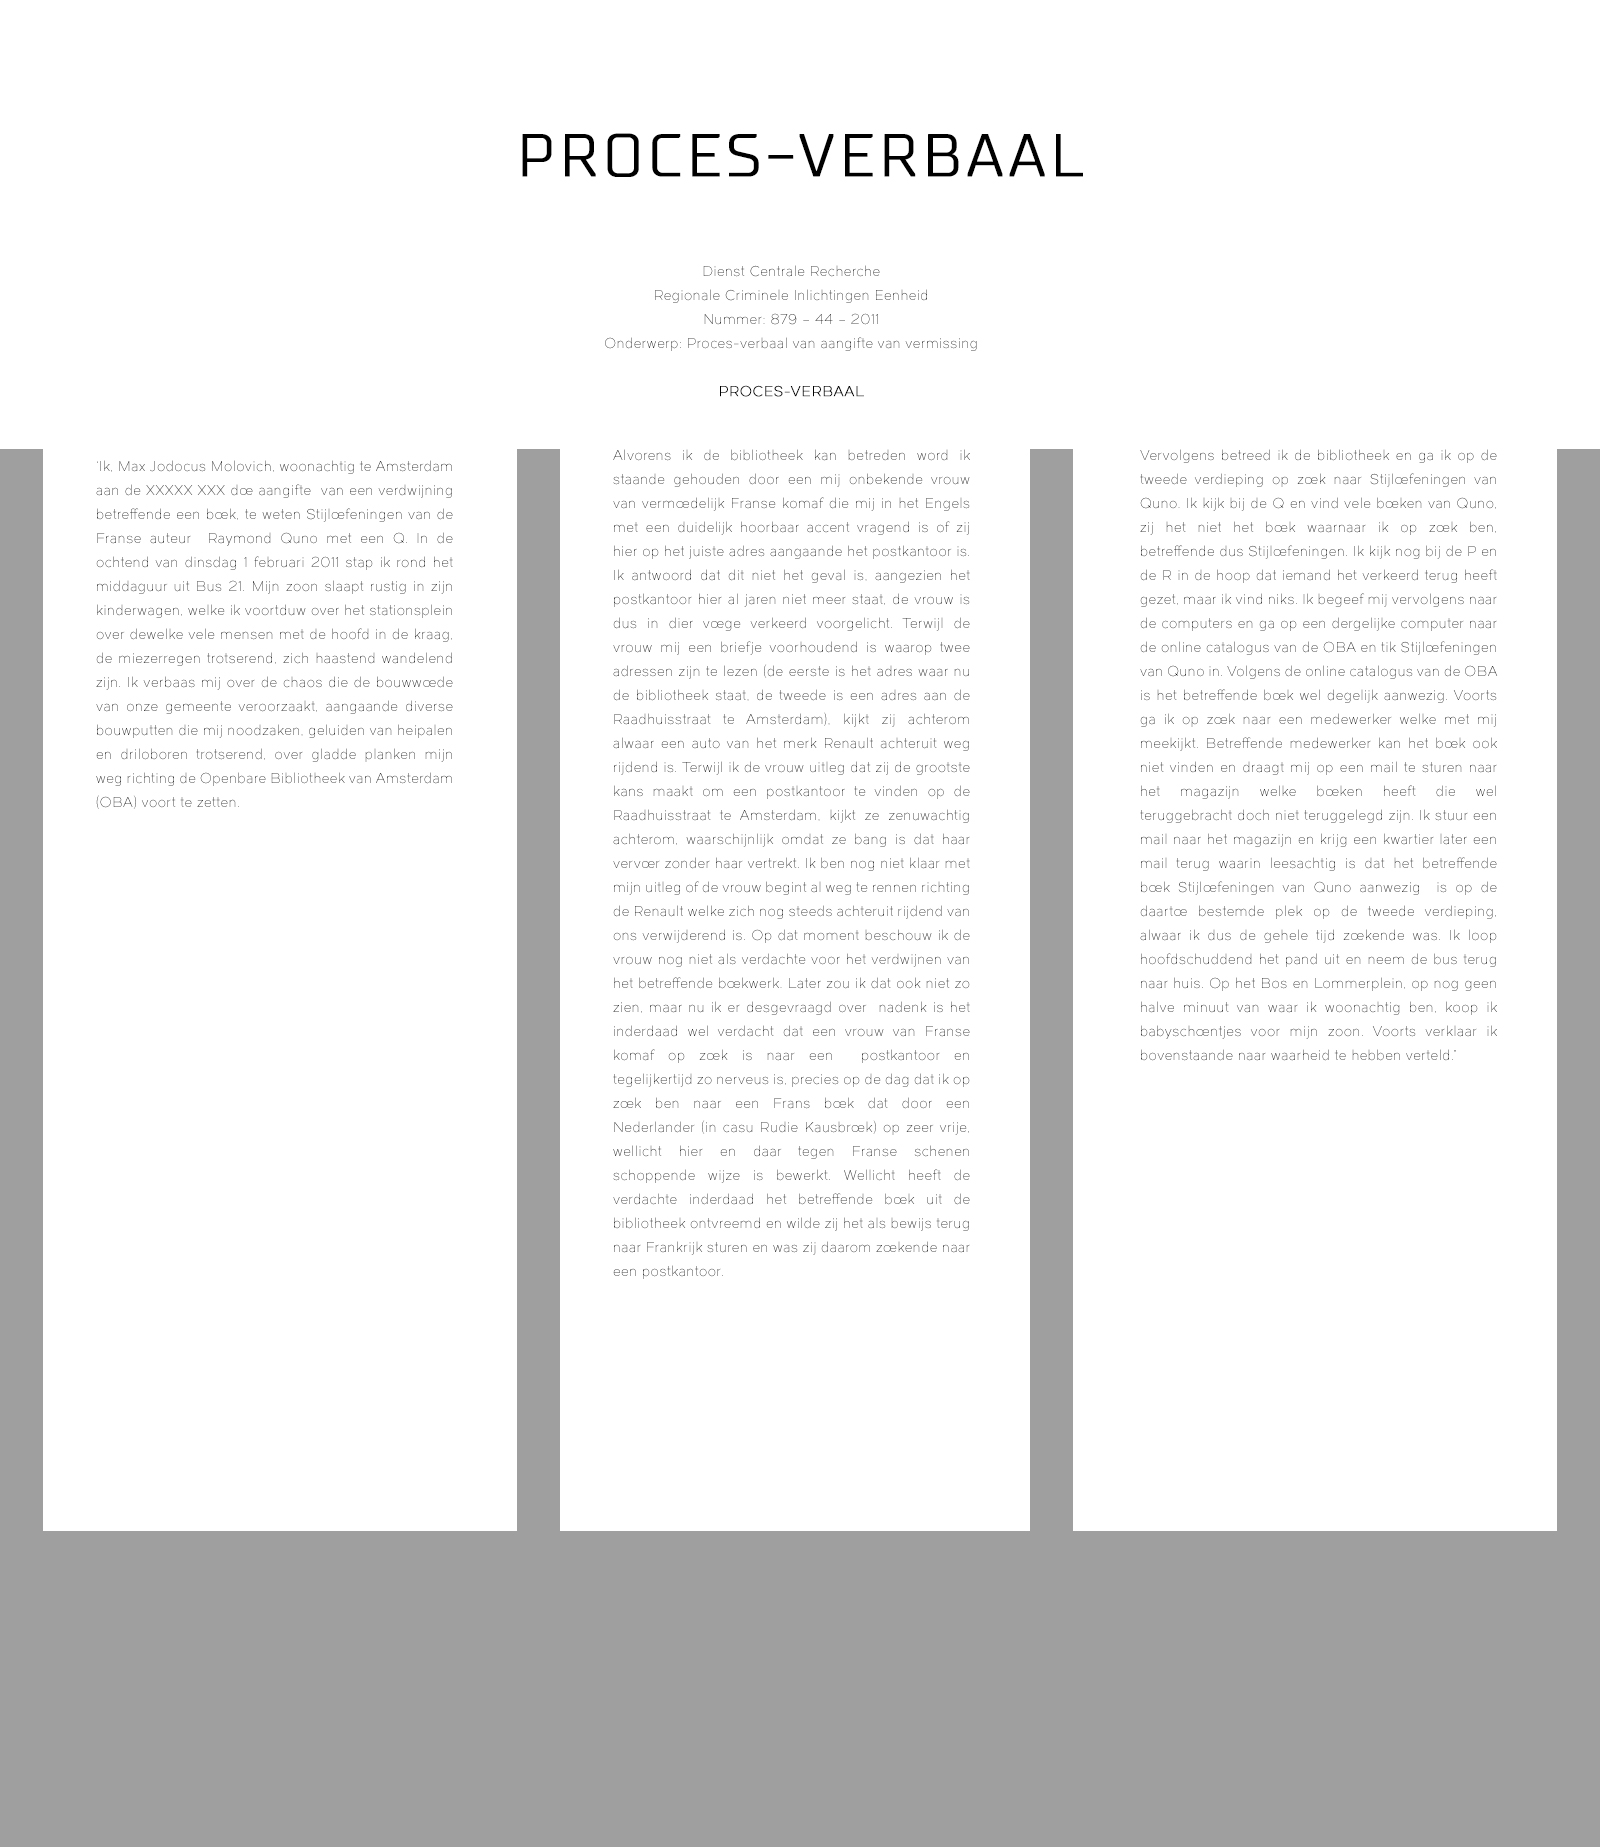 PROCES-VERBAAL
Dienst Centrale Recherche
Regionale Criminele Inlichtingen Eenheid
Nummer: 879 – 44 – 2011
Onderwerp: Proces-verbaal van aangifte van vermissing
PROCES-VERBAAL
'Ik, Max Jodocus Molovich, woonachtig te Amsterdam
aan de XXXXX XXX dœ aangifte  van een verdwijning
betreffende een bœk, te weten Stijlœfeningen van de
Franse auteur  Raymond Quno met een Q. In de
ochtend van dinsdag 1 februari 2011 stap ik rond het
middaguur uit Bus 21. Mijn zoon slaapt rustig in zijn
kinderwagen, welke ik voortduw over het stationsplein
over dewelke vele mensen met de hoofd in de kraag,
de miezerregen trotserend, zich haastend wandelend
zijn. Ik verbaas mij over de chaos die de bouwwœde
van onze gemeente veroorzaakt, aangaande diverse
bouwputten die mij noodzaken, geluiden van heipalen
en driloboren trotserend, over gladde planken mijn
weg richting de Openbare Bibliotheek van Amsterdam
(OBA) voort te zetten.
Alvorens ik de bibliotheek kan betreden word ik
staande gehouden door een mij onbekende vrouw
van vermœdelijk Franse komaf die mij in het Engels
met een duidelijk hoorbaar accent vragend is of zij
hier op het juiste adres aangaande het postkantoor is.
Ik antwoord dat dit niet het geval is, aangezien het
postkantoor hier al jaren niet meer staat, de vrouw is
dus in dier vœge verkeerd voorgelicht. Terwijl de
vrouw mij een briefje voorhoudend is waarop twee
adressen zijn te lezen (de eerste is het adres waar nu
de bibliotheek staat, de tweede is een adres aan de
Raadhuisstraat te Amsterdam), kijkt zij achterom
alwaar een auto van het merk Renault achteruit weg
rijdend is. Terwijl ik de vrouw uitleg dat zij de grootste
kans maakt om een postkantoor te vinden op de
Raadhuisstraat te Amsterdam, kijkt ze zenuwachtig
achterom, waarschijnlijk omdat ze bang is dat haar
vervœr zonder haar vertrekt. Ik ben nog niet klaar met
mijn uitleg of de vrouw begint al weg te rennen richting
de Renault welke zich nog steeds achteruit rijdend van
ons verwijderend is. Op dat moment beschouw ik de
vrouw nog niet als verdachte voor het verdwijnen van
het betreffende bœkwerk. Later zou ik dat ook niet zo
zien, maar nu ik er desgevraagd over  nadenk is het
inderdaad wel verdacht dat een vrouw van Franse
komaf op zœk is naar een  postkantoor en
tegelijkertijd zo nerveus is, precies op de dag dat ik op
zœk ben naar een Frans bœk dat door een
Nederlander (in casu Rudie Kausbrœk) op zeer vrije,
wellicht hier en daar tegen Franse schenen
schoppende wijze is bewerkt. Wellicht heeft de
verdachte inderdaad het betreffende bœk uit de
bibliotheek ontvreemd en wilde zij het als bewijs terug
naar Frankrijk sturen en was zij daarom zœkende naar
een postkantoor.
Vervolgens betreed ik de bibliotheek en ga ik op de
tweede verdieping op zœk naar Stijlœfeningen van
Quno. Ik kijk bij de Q en vind vele bœken van Quno,
zij het niet het bœk waarnaar ik op zœk ben,
betreffende dus Stijlœfeningen. Ik kijk nog bij de P en
de R in de hoop dat iemand het verkeerd terug heeft
gezet, maar ik vind niks. Ik begeef mij vervolgens naar
de computers en ga op een dergelijke computer naar
de online catalogus van de OBA en tik Stijlœfeningen
van Quno in. Volgens de online catalogus van de OBA
is het betreffende bœk wel degelijk aanwezig. Voorts
ga ik op zœk naar een medewerker welke met mij
meekijkt. Betreffende medewerker kan het bœk ook
niet vinden en draagt mij op een mail te sturen naar
het magazijn welke bœken heeft die wel
teruggebracht doch niet teruggelegd zijn. Ik stuur een
mail naar het magazijn en krijg een kwartier later een
mail terug waarin leesachtig is dat het betreffende
bœk Stijlœfeningen van Quno aanwezig  is op de
daartœ bestemde plek op de tweede verdieping,
alwaar ik dus de gehele tijd zœkende was. Ik loop
hoofdschuddend het pand uit en neem de bus terug
naar huis. Op het Bos en Lommerplein, op nog geen
halve minuut van waar ik woonachtig ben, koop ik
babyschœntjes voor mijn zoon. Voorts verklaar ik
bovenstaande naar waarheid te hebben verteld.'